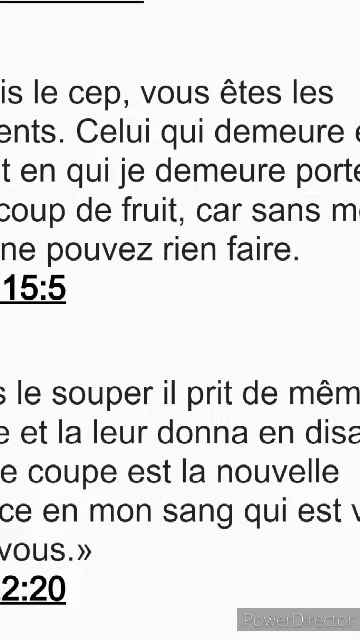 is le cep, vous êtes les
ents. Celui qui demeure e
t en qui je demeure porte
coup de fruit, car sans m
ne pouvez rien faire.
15:5
s le souper il prit de mêm
e et la leur donna en disa
e coupe est la nouvelle
ce en mon sang qui est v
vous.»
2:20
PowerDirector